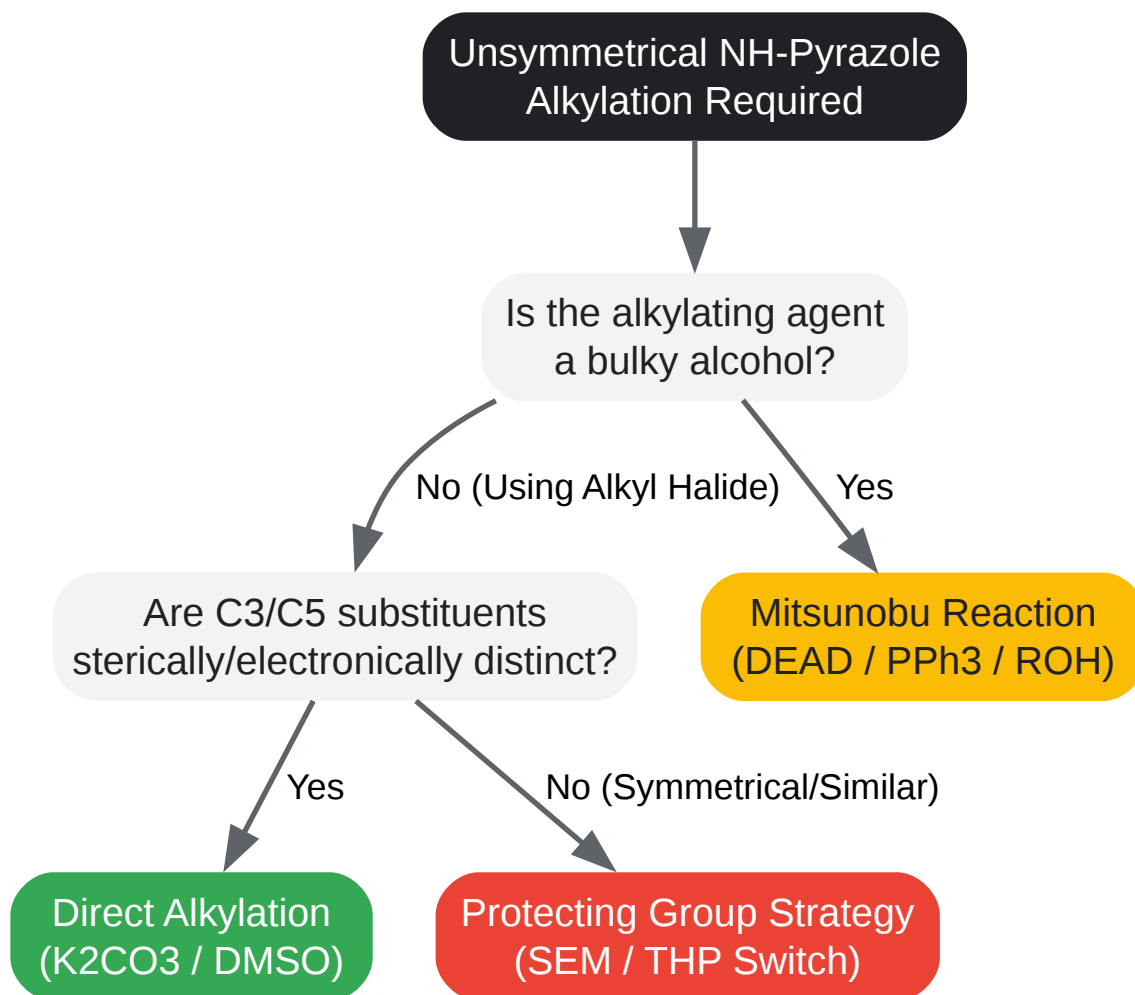 Unsymmetrical NH-Pyrazole
Alkylation Required
Is the alkylating agent
a bulky alcohol?
No (Using Alkyl Halide)
Yes
Are C3/C5 substituents
sterically/electronically distinct?
Mitsunobu Reaction
(DEAD / PPh3 / ROH)
Yes
No (Symmetrical/Similar)
Direct Alkylation
(K2CO3 / DMSO)
Protecting Group Strategy
(SEM / THP Switch)